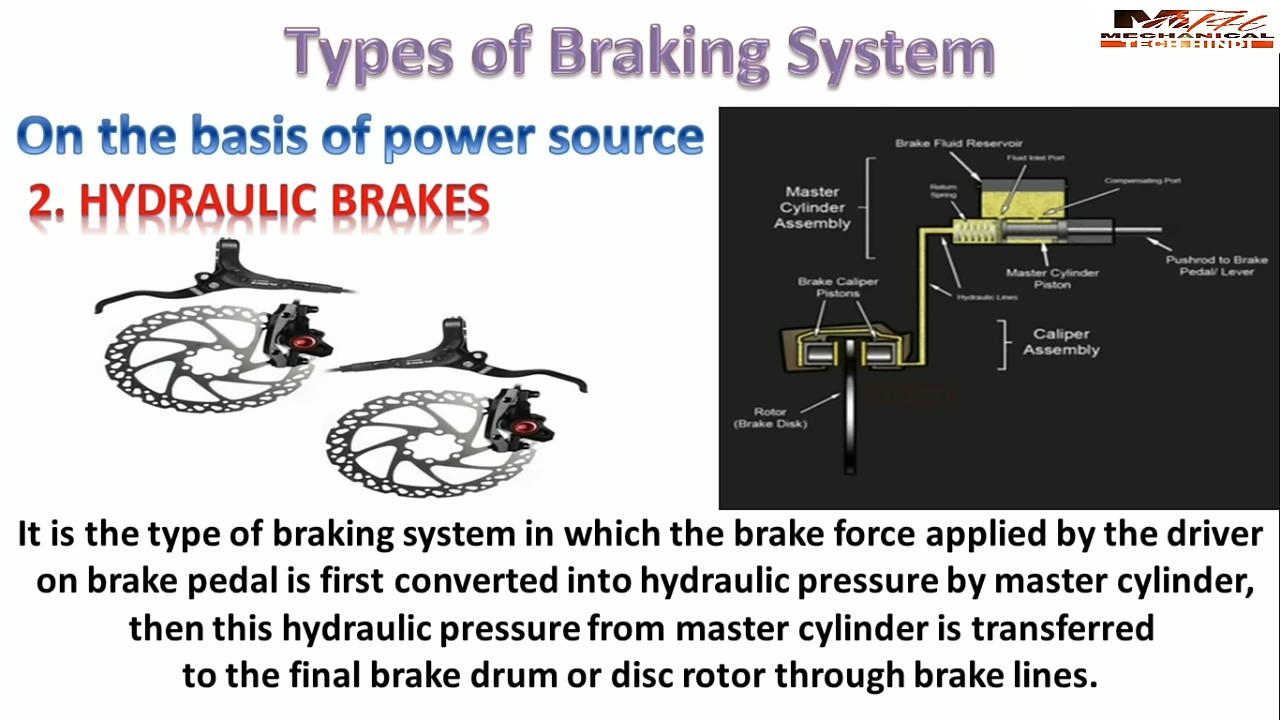 Types of Braking System
MECHANICAL
TECH HINDI
On the basis of power source
2. HYDRAULIC BRAKES
Brake Fluid Reservoir
Fluid Inlet Port
Compensating Port
Return
Spring
Master
Cylinder
Assembly
Pushrod to Brake
Pedal/ Lever
Master Cylinder
Piston
Brake Caliper
Pistons
Hydraulic Lines
Caliper
Assembly
Rotor
(Brake Disk)
It is the type of braking system in which the brake force applied by the driver
on brake pedal is first converted into hydraulic pressure by master cylinder,
then this hydraulic pressure from master cylinder is transferred
to the final brake drum or disc rotor through brake lines.